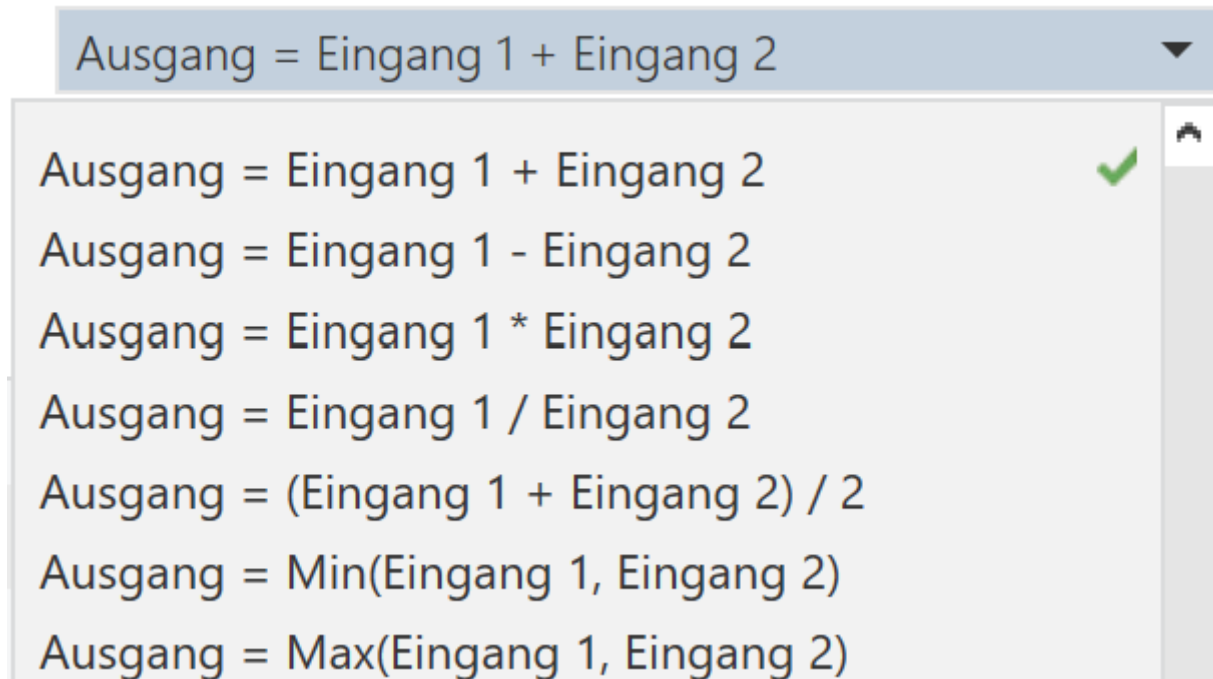 Ausgang = Eingang 1 + Eingang 2
Ausgang = Eingang 1 + Eingang 2
Ausgang = Eingang 1 - Eingang 2
Ausgang = Eingang 1 * Eingang 2
Ausgang = Eingang 1 / Eingang 2
Ausgang = (Eingang 1 + Eingang 2) / 2
Ausgang = Min(Eingang 1, Eingang 2)
Ausgang = Max(Eingang 1, Eingang 2)